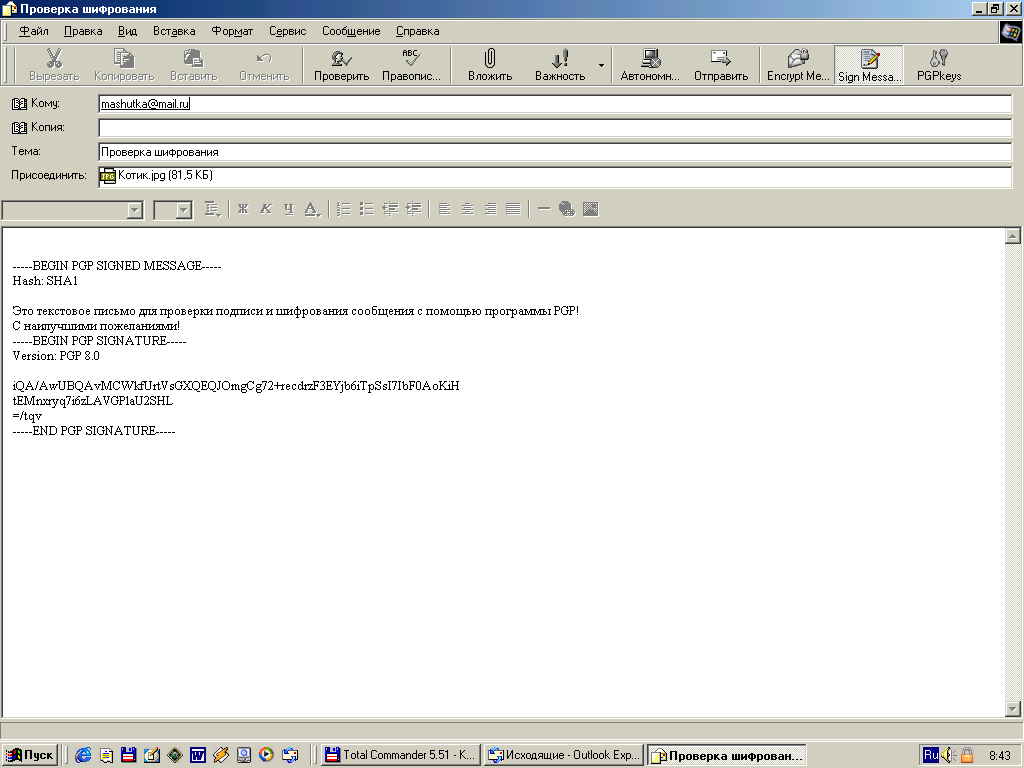 Проверка шифрования
Файл Правка Вид Вставка Формат Сервис Сообщение Справка
Вырезать Копировать Вставить Отменить Проверить Правопис... Вложить Важность Автономн... Отправить Encrypt Me... Sign Messa... PGPkeys
Кому: mashutka@mail.ru
Копия:
Тема: Проверка шифрования
Присоединить: Котик.jpg (81,5 КБ)
Ж К Ч А
-----BEGIN PGP SIGNED MESSAGE-----
Hash: SHA1
Это текстовое письмо для проверки подписи и шифрования сообщения с помощью программы PGP!
С наилучшими пожеланиями!
-----BEGIN PGP SIGNATURE-----
Version: PGP 8.0
iQA/AwUBQAvMCWkfUrtVsGXQEQJOmgCg72+recdrzF3EYjb6iTpSsI7IbF0AoKiH
tEMnxryq7i6zLAVGPlaU2SHL
=/tqv
-----END PGP SIGNATURE-----
Пуск Total Commander 5.51 - K... Исходящие - Outlook Exp... Проверка шифрован... Ru 8:43